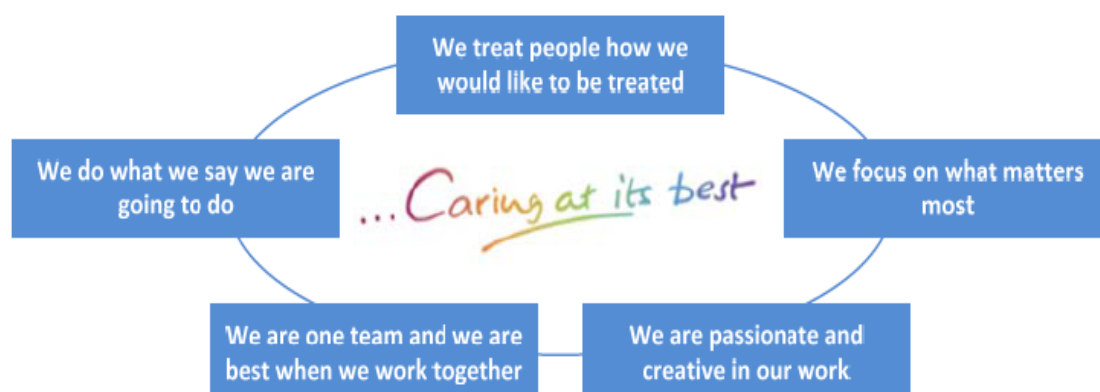 We treat people how we
would like to be treated
We do what we say we are
going to do
...Caring at its best
We focus on what matters
most
We are one team and we are
best when we work together
We are passionate and
creative in our work